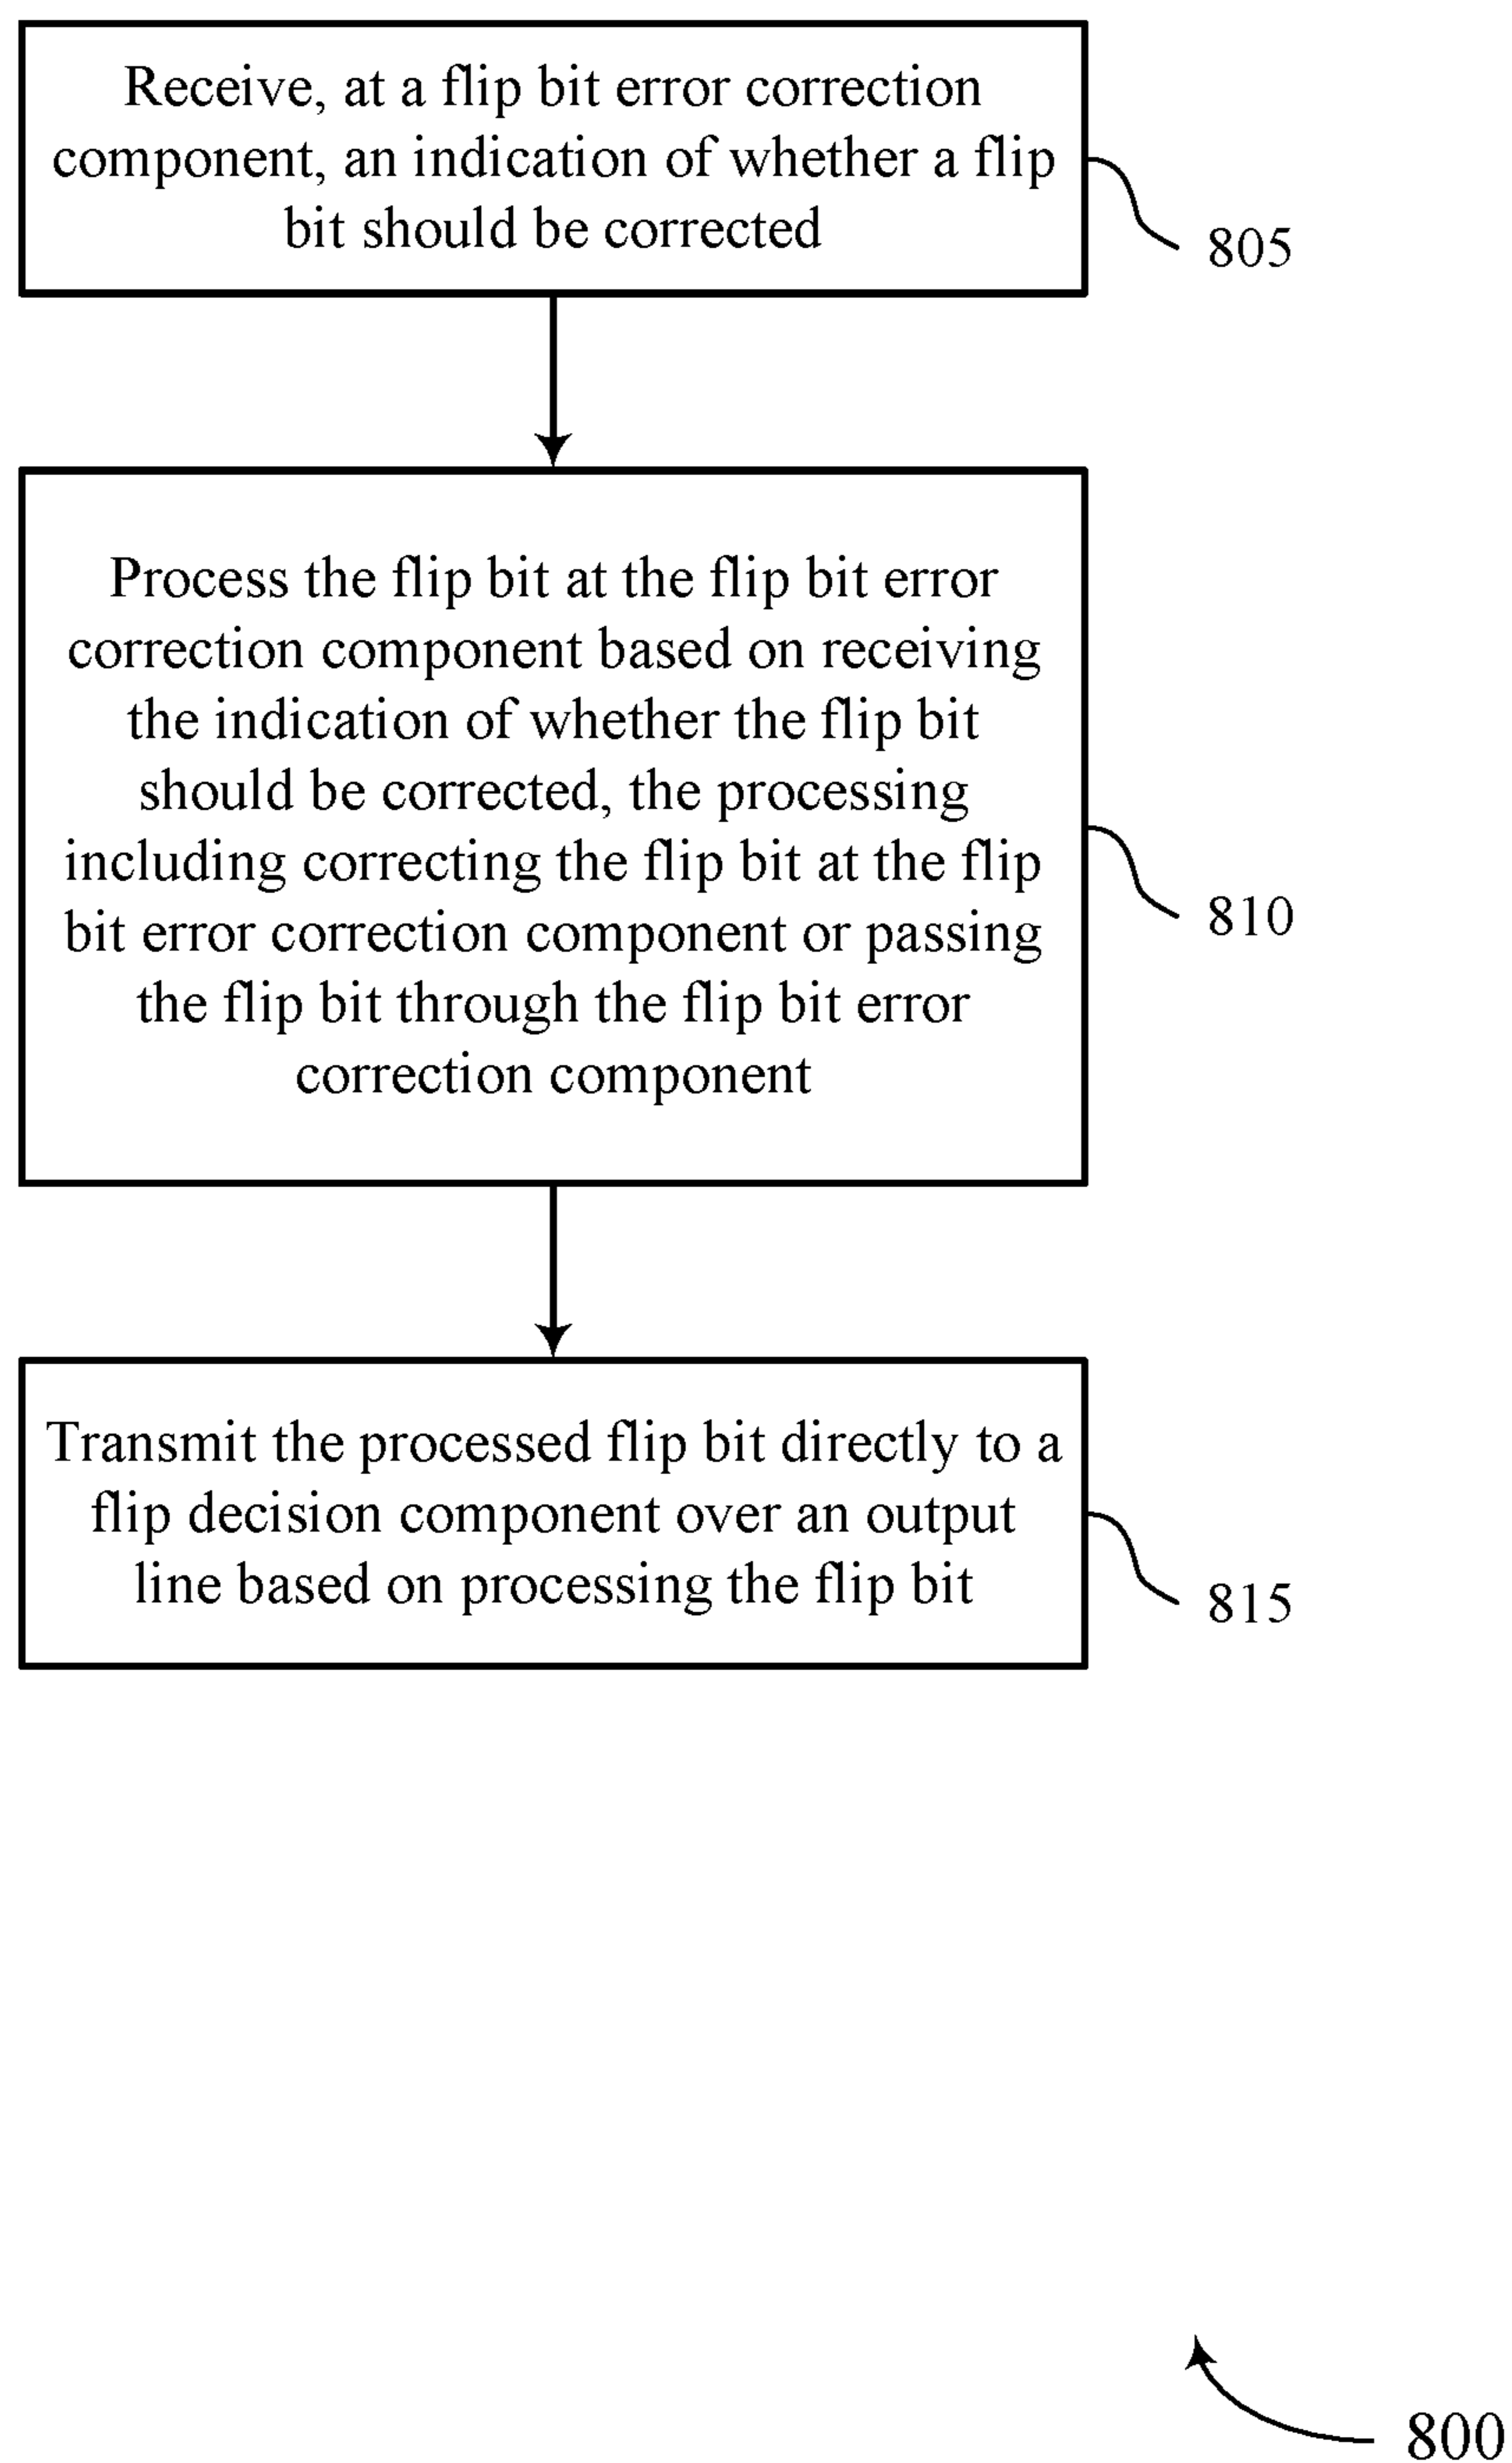 Receive, at a flip bit error correction
component, an indication of whether a flip
bit should be corrected
805
Process the flip bit at the flip bit error
correction component based on receiving
the indication of whether the flip bit
should be corrected, the processing
including correcting the flip bit at the flip
bit error correction component or passing
the flip bit through the flip bit error
correction component
810
Transmit the processed flip bit directly to a
flip decision component over an output
line based on processing the flip bit
815
800